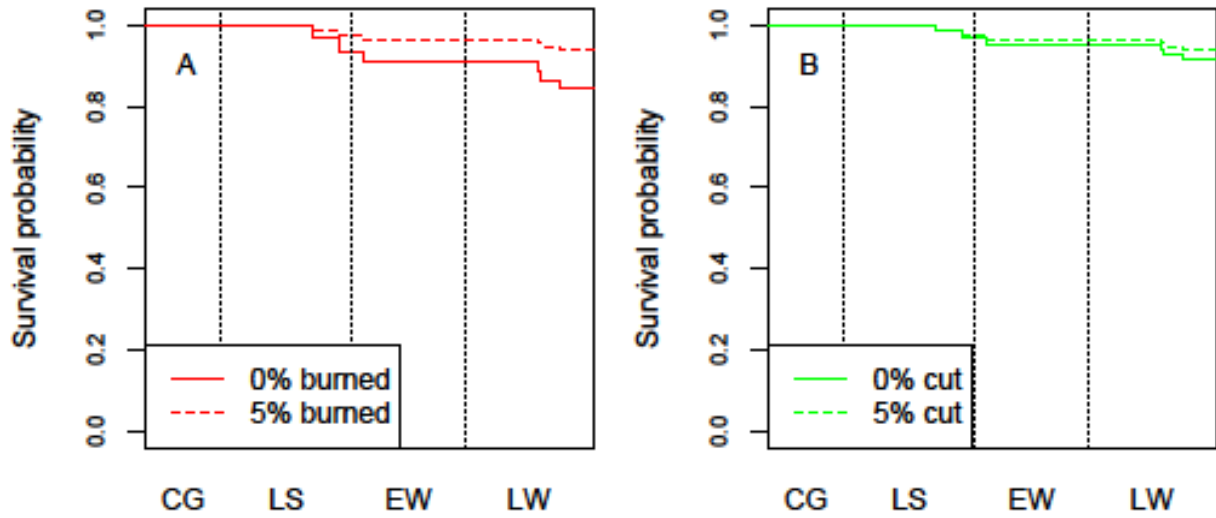 Survival probability
1.0
0.8
0.6
0.4
0.2
0.0
A
0% burned
5% burned
CG LS EW LW
Survival probability
1.0
0.8
0.6
0.4
0.2
0.0
B
0% cut
5% cut
CG LS EW LW